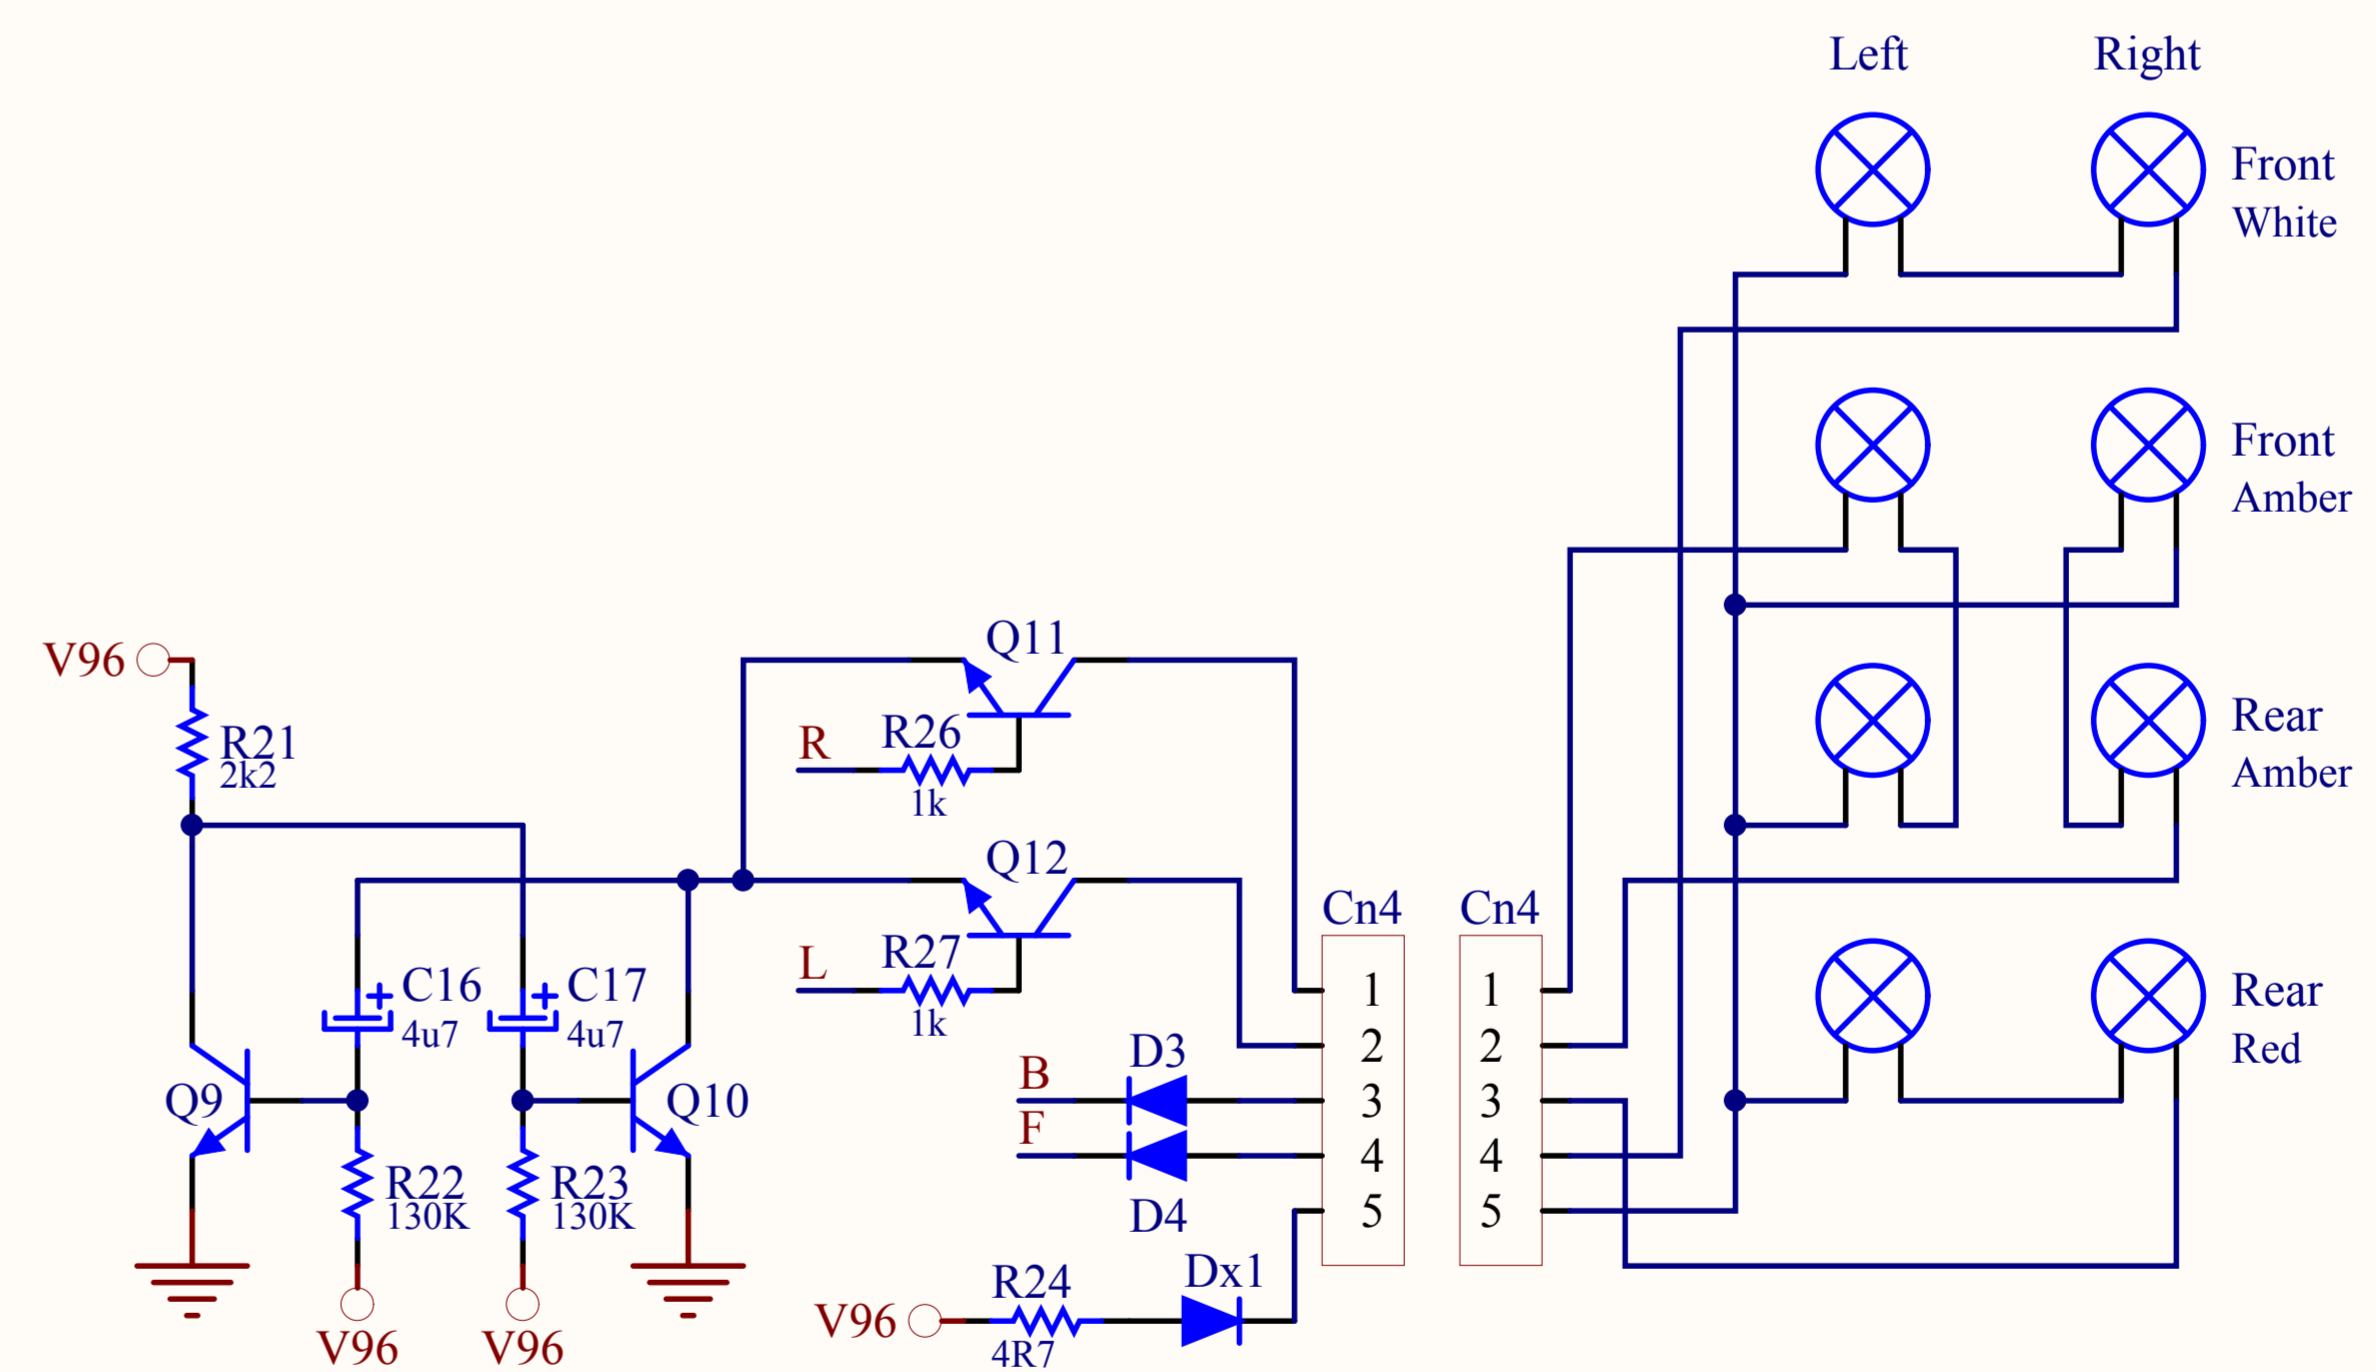 Left
Right
Front
White
Front
Amber
V96
Q11
R21
2k2
R
R26
1k
Rear
Amber
Q12
Cn4
Cn4
L
R27
1k
C16
4u7
C17
4u7
1
1
Rear
Red
2
2
D3
Q9
Q10
B
3
3
F
4
4
R22
130K
R23
130K
D4
5
5
R24
Dx1
V96
4R7
V96
V96